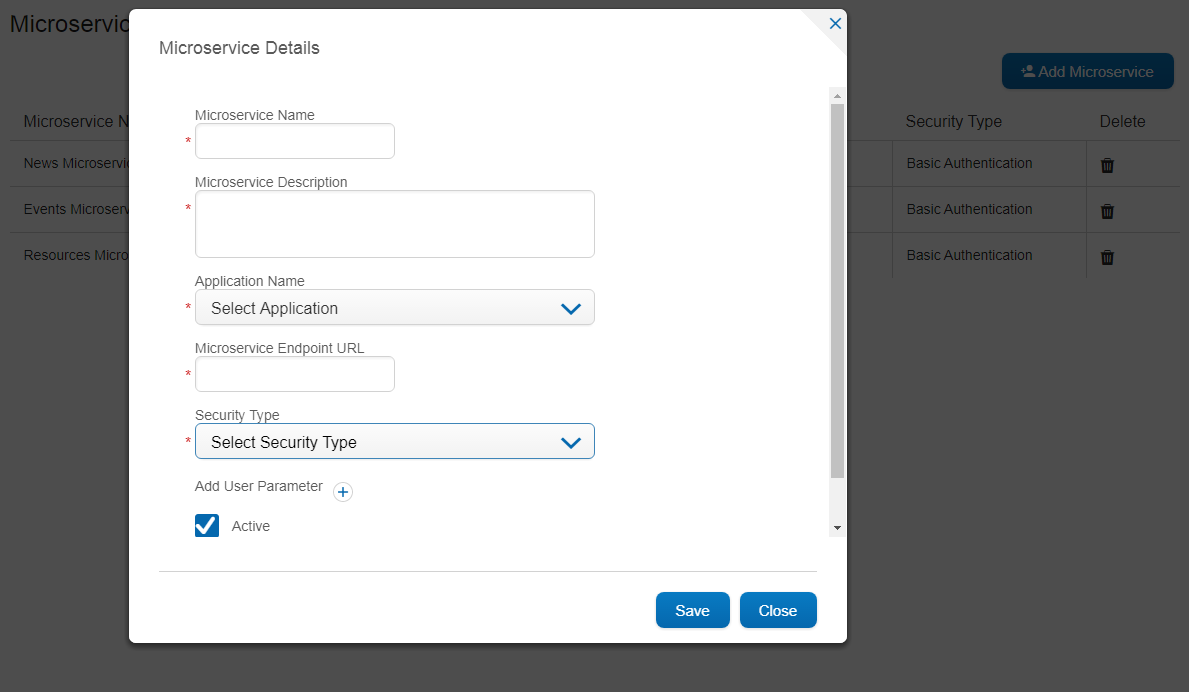 Microservic
Microservice Details
Add Microservice
Microservice N
Security Type
Delete
News Microservic
Basic Authentication
Events Microserv
Basic Authentication
Resources Micro
Basic Authentication
Microservice Name
*
Microservice Description
*
Application Name
* Select Application
Microservice Endpoint URL
*
Security Type
* Select Security Type
Add User Parameter
Active
Save
Close